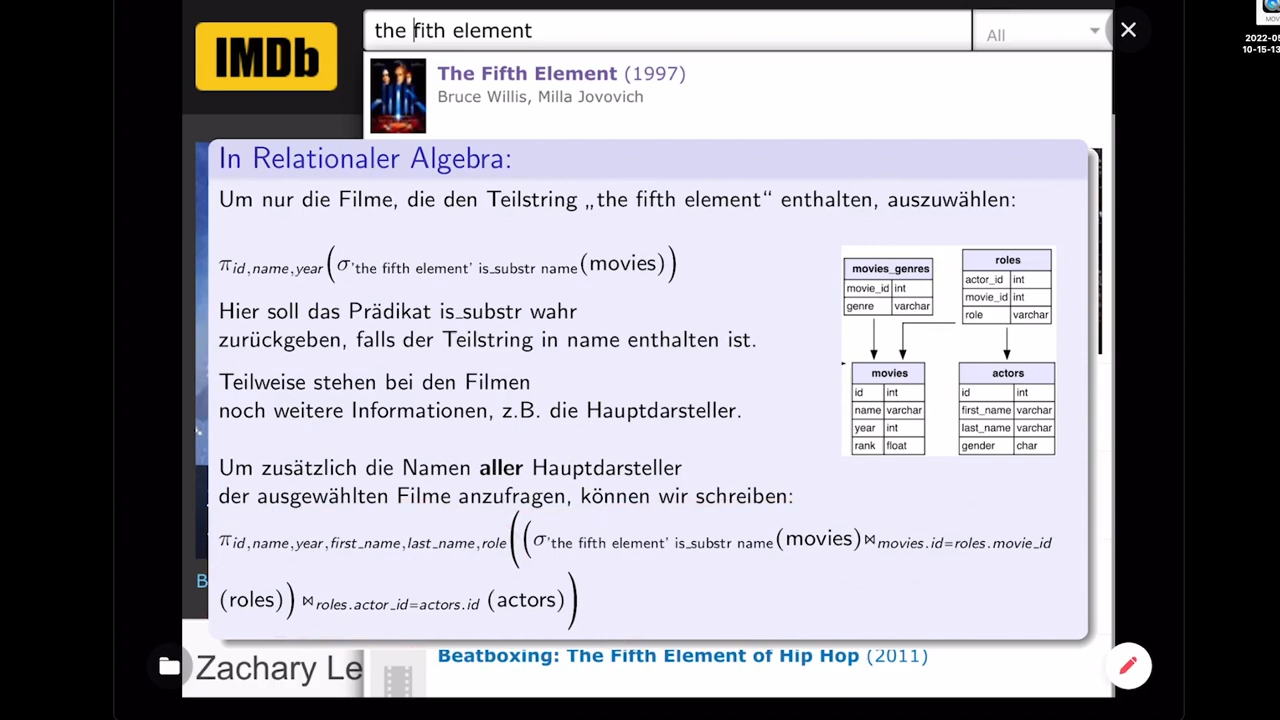 IMDb
the fith element
All
The Fifth Element (1997)
Bruce Willis, Milla Jovovich
2022-05
10-15-13
In Relationaler Algebra:
Um nur die Filme, die den Teilstring „the fifth element“ enthalten, auszuwählen:
π id,name,year (σ 'the fifth element' is_substr name (movies))
Hier soll das Prädikat is_substr wahr
zurückgeben, falls der Teilstring in name enthalten ist.
Teilweise stehen bei den Filmen
noch weitere Informationen, z.B. die Hauptdarsteller.
movies_genres
movie_id int
genre varchar
roles
actor_id int
movie_id int
role varchar
movies
id int
name varchar
year int
rank float
actors
id int
first_name varchar
last_name varchar
gender char
Um zusätzlich die Namen aller Hauptdarsteller
der ausgewählten Filme anzufragen, können wir schreiben:
π id,name,year,first_name,last_name,role ((σ 'the fifth element' is_substr name (movies) ⋈ movies.id=roles.movie_id
(roles)) ⋈ roles.actor_id=actors.id (actors))
B
Zachary Le
Beatboxing: The Fifth Element of Hip Hop (2011)